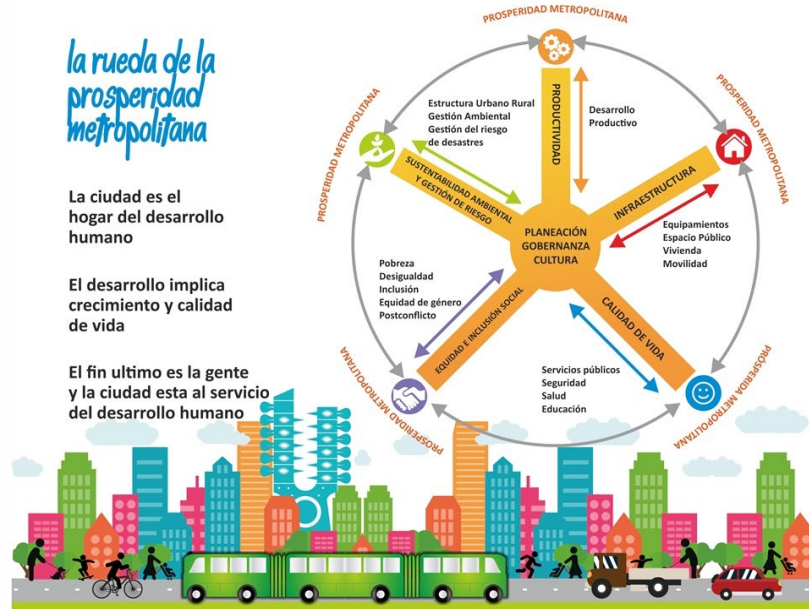 la rueda de la
prosperidad
metropolitana
La ciudad es el
hogar del desarrollo
humano
El desarrollo implica
crecimiento y calidad
de vida
El fin ultimo es la gente
y la ciudad esta al servicio
del desarrollo humano
PROSPERIDAD METROPOLITANA
PROSPERIDAD METROPOLITANA
PROSPERIDAD METROPOLITANA
PRÓSPERIDA METROPOLITANA
PROSPERIDAD METROPOLITANA
PRODUCTIVIDAD
Desarrollo
Productivo
INFRAESTRUCTURA
Equipamientos
Espacio Público
Vivienda
Movilidad
CALIDAD DE VIDA
Servicios públicos
Seguridad
Salud
Educación
EQUIDAD E INCLUSIÓN SOCIAL
Pobreza
Desigualdad
Inclusión
Equidad de género
Postconflicto
SUSTENTABILIDAD AMBIENTAL
Y GESTIÓN DE RIESGO
Estructura Urbano Rural
Gestión Ambiental
Gestión del riesgo
de desastres
PLANEACIÓN
GOBERNANZA
CULTURA